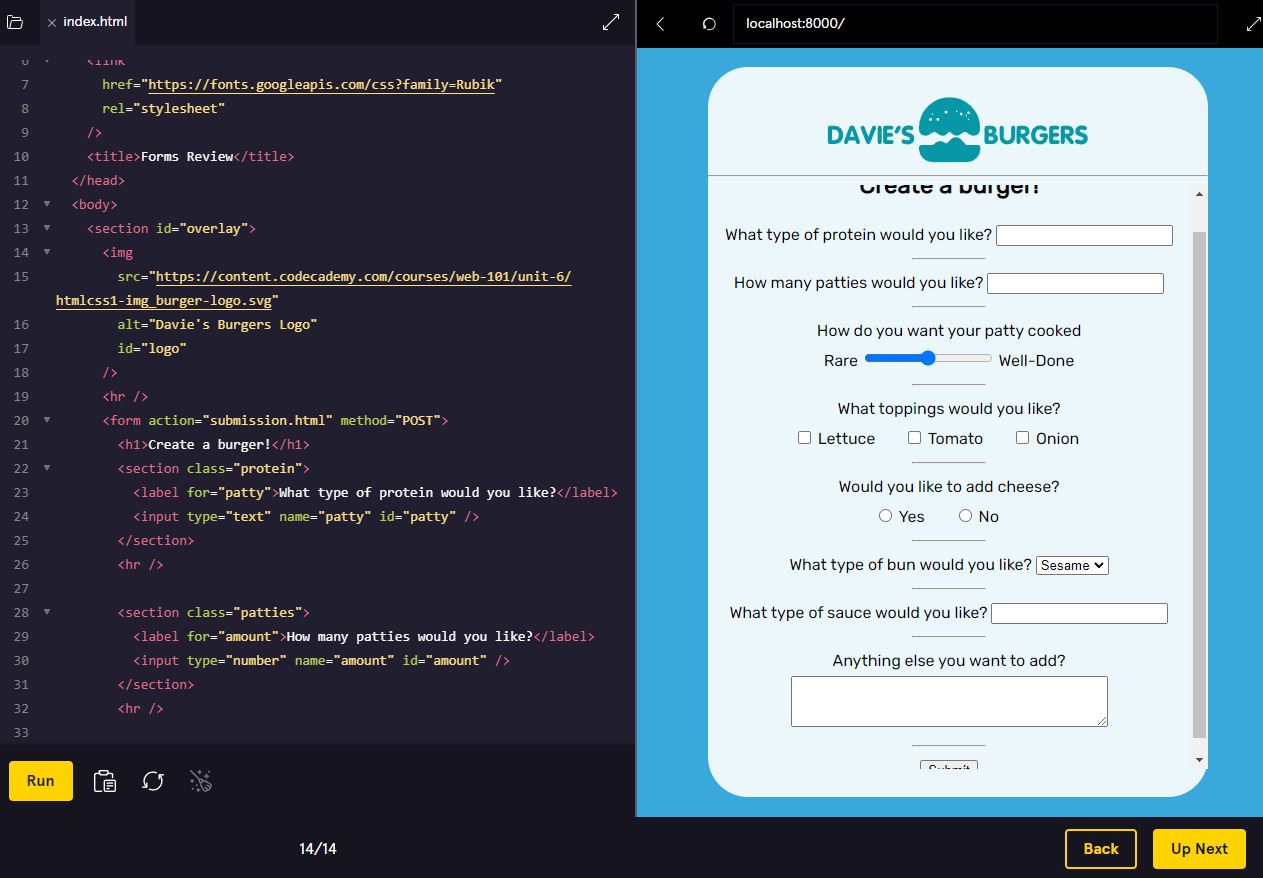 index.html
localhost:8000/
6 <link
7 href="https://fonts.googleapis.com/css?family=Rubik"
8 rel="stylesheet"
9 />
10 <title>Forms Review</title>
11 </head>
12 <body>
13 <section id="overlay">
14 <img
15 src="https://content.codecademy.com/courses/web-101/unit-6/
htmlcss1-img_burger-logo.svg"
16 alt="Davie's Burgers Logo"
17 id="logo"
18 />
19 <hr />
20 <form action="submission.html" method="POST">
21 <h1>Create a burger!</h1>
22 <section class="protein">
23 <label for="patty">What type of protein would you like?</label>
24 <input type="text" name="patty" id="patty" />
25 </section>
26 <hr />
27
28 <section class="patties">
29 <label for="amount">How many patties would you like?</label>
30 <input type="number" name="amount" id="amount" />
31 </section>
32 <hr />
33
Run
DAVIE'S BURGERS
Create a burger!
What type of protein would you like?
How many patties would you like?
How do you want your patty cooked
Rare Well-Done
What toppings would you like?
Lettuce Tomato Onion
Would you like to add cheese?
Yes No
What type of bun would you like? Sesame
What type of sauce would you like?
Anything else you want to add?
Submit
14/14
Back
Up Next